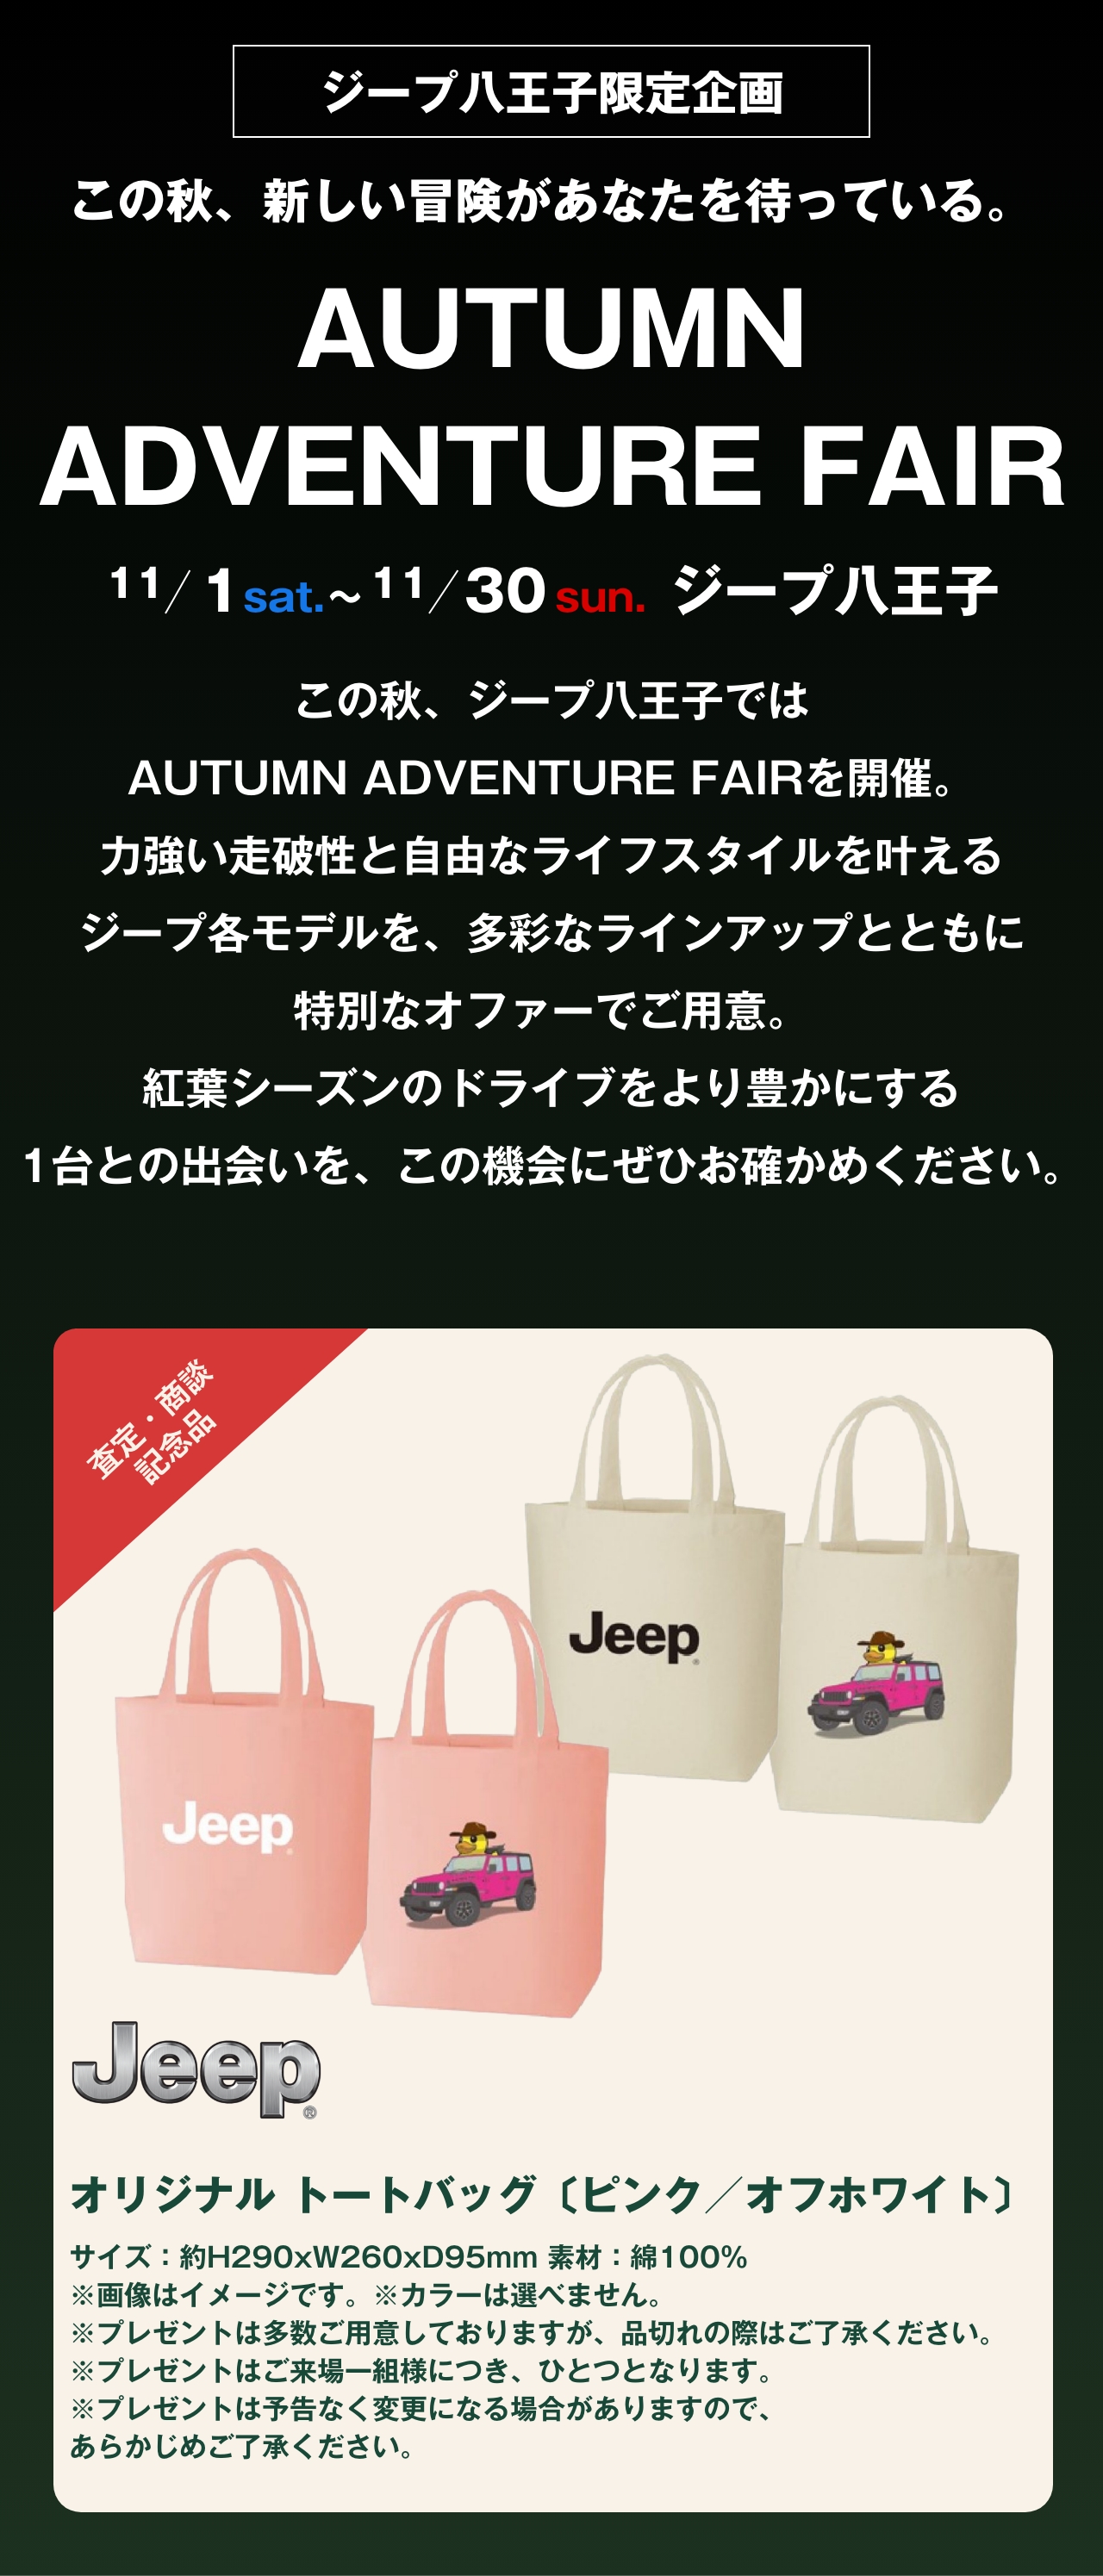 ジープ八王子限定企画
この秋、新しい冒険があなたを待っている。
AUTUMN
ADVENTURE FAIR
11/1 sat.~11/30 sun. ジープ八王子
この秋、ジープ八王子では
AUTUMN ADVENTURE FAIRを開催。
力強い走破性と自由なライフスタイルを叶える
ジープ各モデルを、多彩なラインアップとともに
特別なオファーでご用意。
紅葉シーズンのドライブをより豊かにする
1台との出会いを、この機会にぜひお確かめください。
査定・商談
記念品
Jeep®
Jeep®
Jeep®
オリジナル トートバッグ〔ピンク/オフホワイト〕
サイズ:約H290xW260xD95mm 素材:綿100%
※画像はイメージです。※カラーは選べません。
※プレゼントは多数ご用意しておりますが、品切れの際はご了承ください。
※プレゼントはご来場一組様につき、ひとつとなります。
※プレゼントは予告なく変更になる場合がありますので、
あらかじめご了承ください。